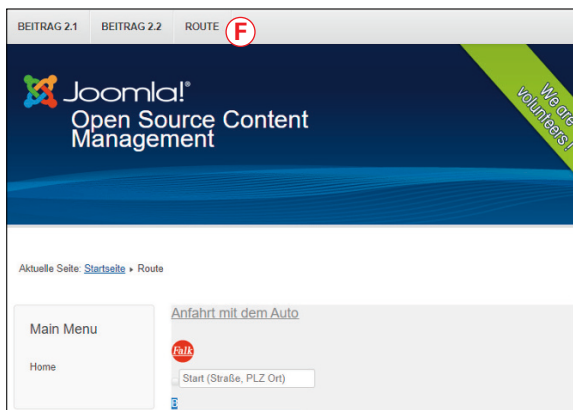 BEITRAG 2.1 BEITRAG 2.2 ROUTE F
Joomla!®
Open Source Content
Management
We are
volunteers!
Aktuelle Seite: Startseite ▸ Route
Main Menu
Home
Anfahrt mit dem Auto
Falk
Start (Straße, PLZ Ort)